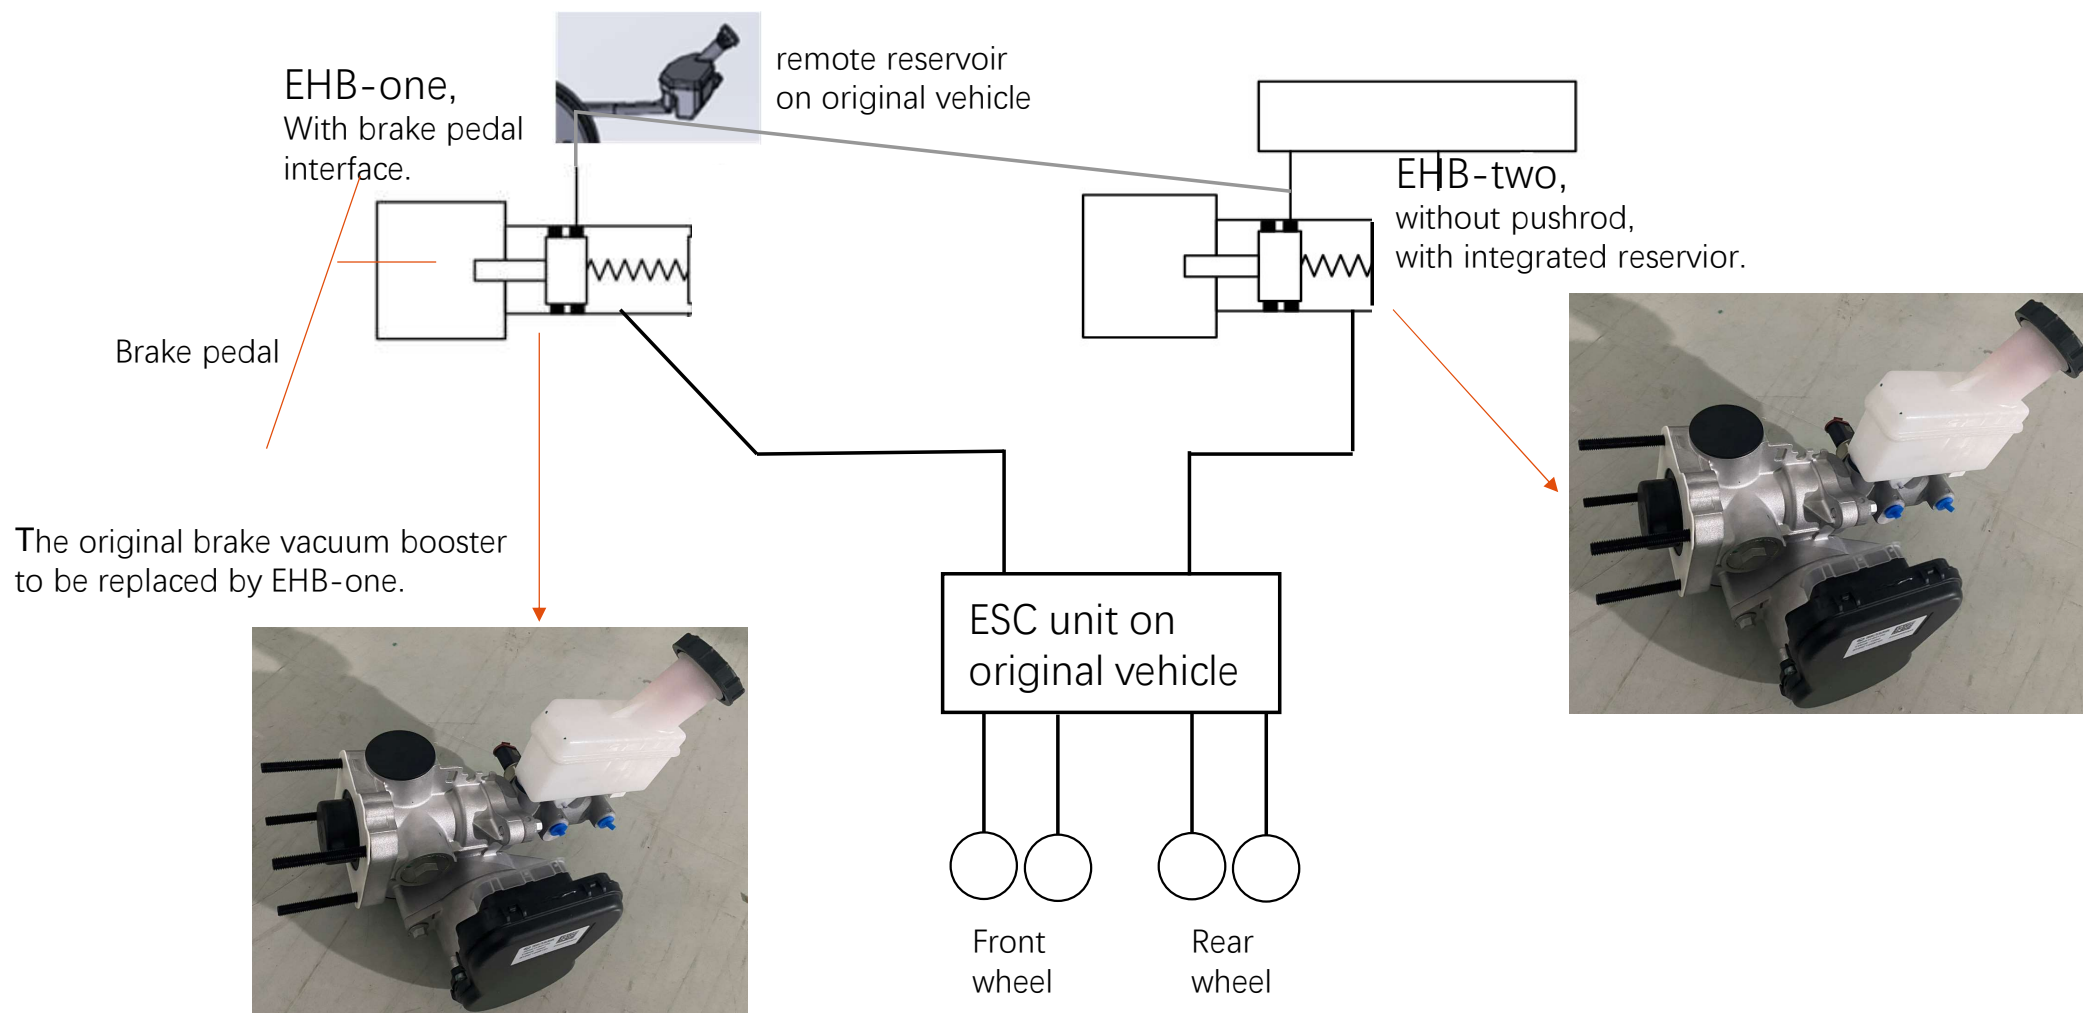 EHB-one,
With brake pedal
interface.
remote reservoir
on original vehicle
EHB-two,
without pushrod,
with integrated reservior.
Brake pedal
The original brake vacuum booster
to be replaced by EHB-one.
ESC unit on
original vehicle
Front
wheel
Rear
wheel